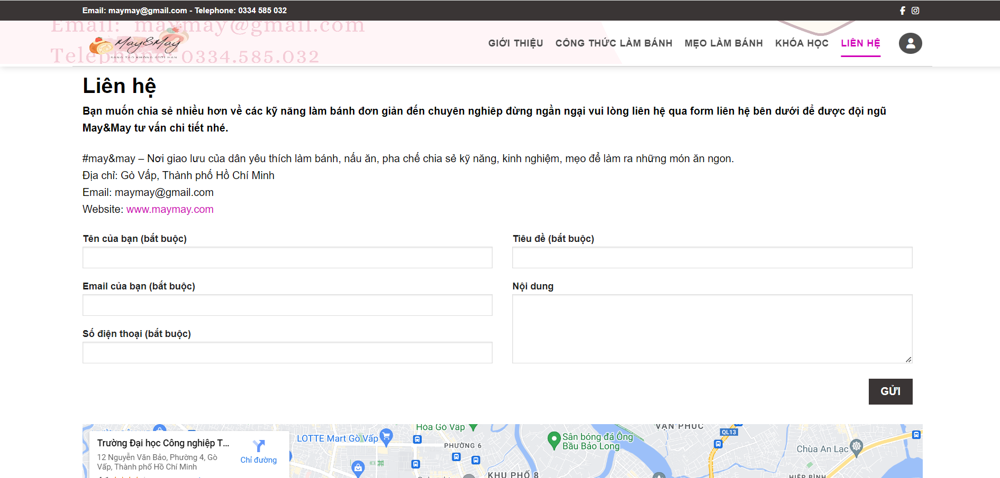 Email: maymay@gmail.com - Telephone: 0334 585 032
Email: maymay@gmail.com
May&May
SÁNG TẠO KHÔNG GIỚI HẠN
Telephone: 0334.585.032
GIỚI THIỆU CÔNG THỨC LÀM BÁNH MẸO LÀM BÁNH KHÓA HỌC LIÊN HỆ
Liên hệ
Bạn muốn chia sẻ nhiều hơn về các kỹ năng làm bánh đơn giản đến chuyên nghiêp đừng ngần ngại vui lòng liên hệ qua form liên hệ bên dưới để được đội ngũ
May&May tư vấn chi tiết nhé.
#may&may – Nơi giao lưu của dân yêu thích làm bánh, nấu ăn, pha chế chia sẻ kỹ năng, kinh nghiệm, mẹo để làm ra những món ăn ngon.
Địa chỉ: Gò Vấp, Thành phố Hồ Chí Minh
Email: maymay@gmail.com
Website: www.maymay.com
Tên của bạn (bắt buộc)
Tiêu đề (bắt buộc)
Email của bạn (bắt buộc)
Nội dung
Số điện thoại (bắt buộc)
GỬI
Trường Đại học Công nghiệp T...
12 Nguyễn Văn Bảo, Phường 4, Gò
Vấp, Thành phố Hồ Chí Minh
Chỉ đường
LOTTE Mart Gò Vấp
Hòa Gò Vấp
PHƯỜNG 6
KHU PHỐ 8
Sân bóng đá Ông
Bầu Bảo Long
VẠN PHÚC
QL13
Chùa An Lạc
HIỆP BÌNH